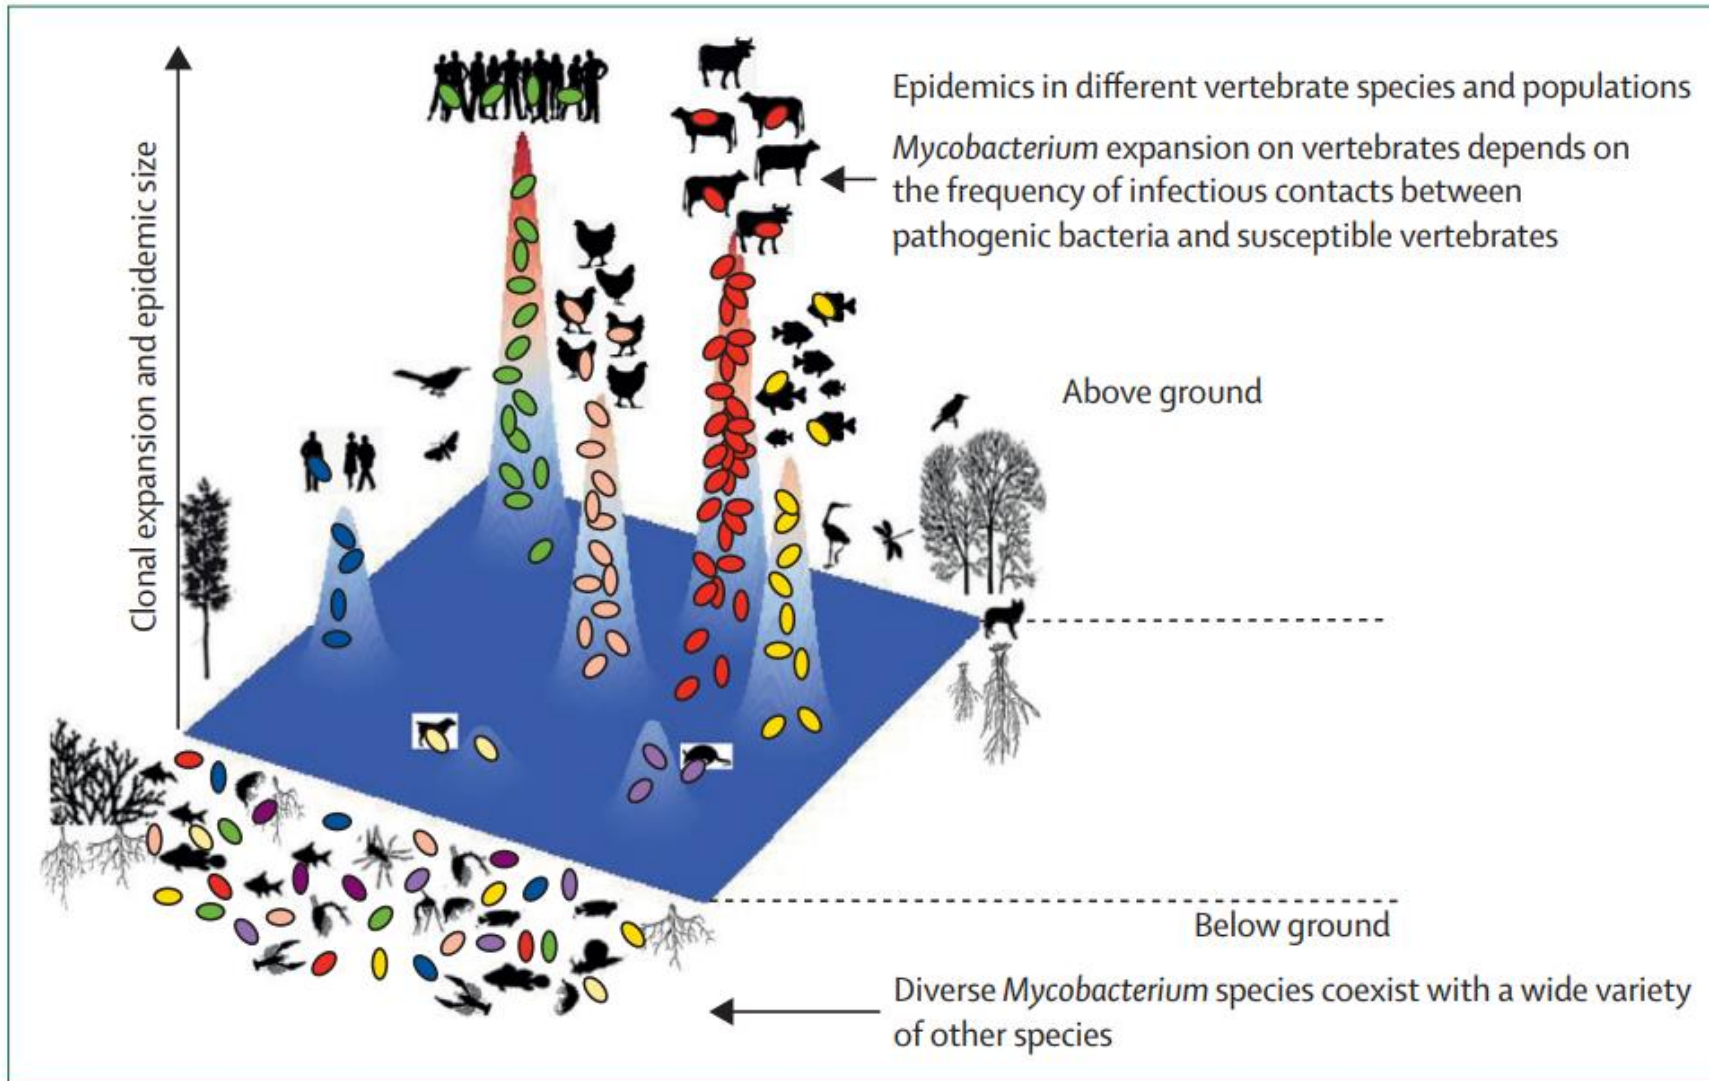 Clonal expansion and epidemic size
Epidemics in different vertebrate species and populations
Mycobacterium expansion on vertebrates depends on
the frequency of infectious contacts between
pathogenic bacteria and susceptible vertebrates
Above ground
Below ground
Diverse Mycobacterium species coexist with a wide variety
of other species